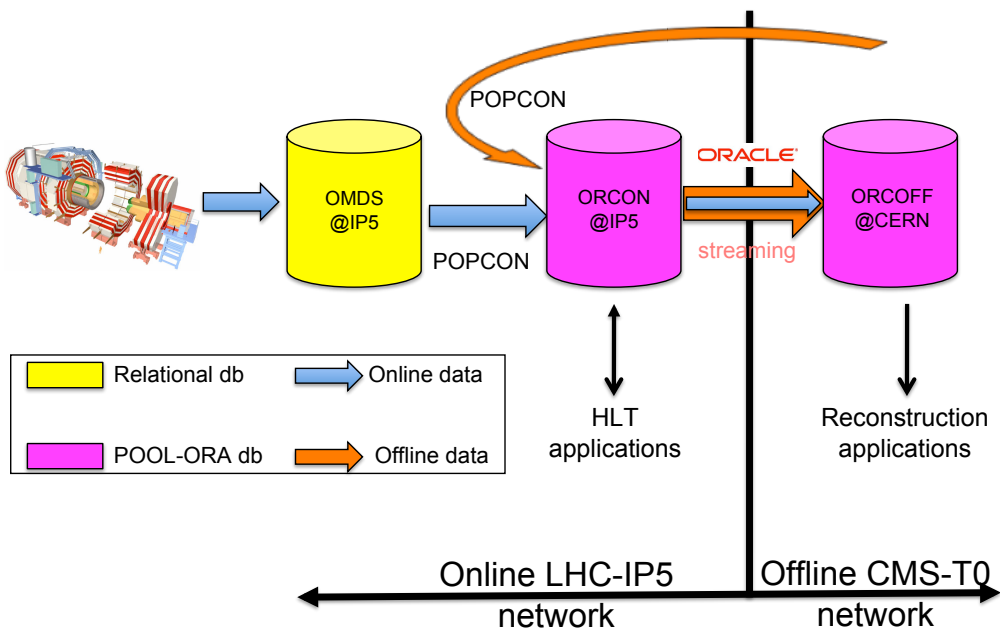 POPCON
ORACLE®
OMDS
@IP5
ORCON
@IP5
ORCOFF
@CERN
POPCON
streaming
Relational db
Online data
POOL-ORA db
Offline data
HLT
applications
Reconstruction
applications
Online LHC-IP5
network
Offline CMS-T0
network